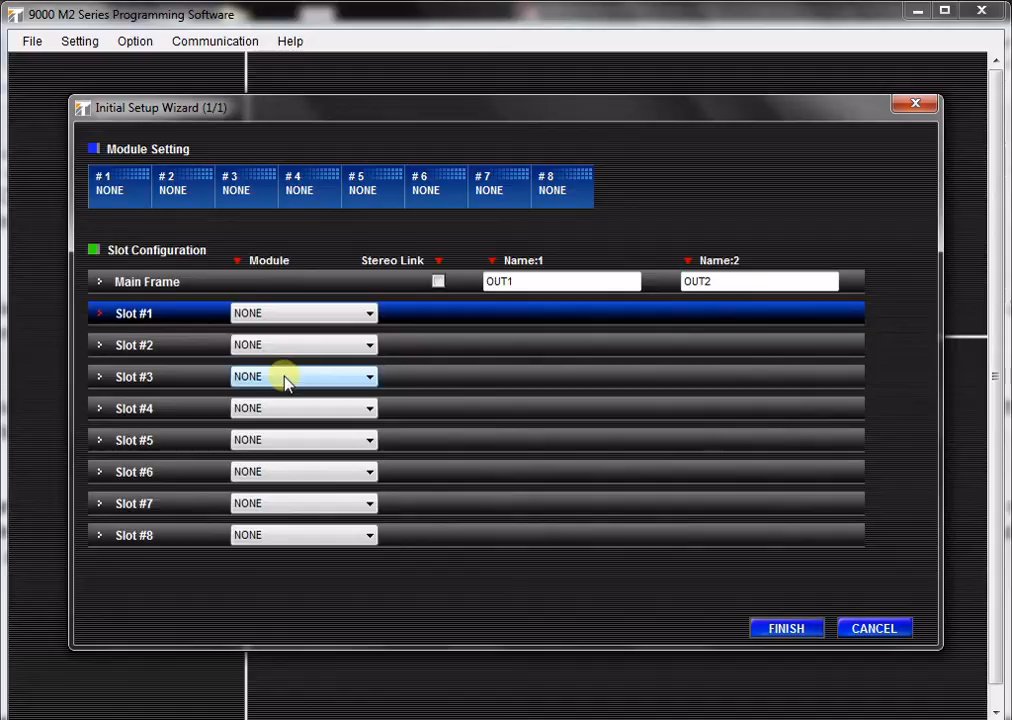 9000 M2 Series Programming Software
File Setting Option Communication Help
Initial Setup Wizard (1/1)
Module Setting
# 1 # 2 # 3 # 4 # 5 # 6 # 7 # 8
NONE NONE NONE NONE NONE NONE NONE NONE
Slot Configuration
Module Stereo Link Name:1 Name:2
Main Frame OUT1 OUT2
Slot #1 NONE
Slot #2 NONE
Slot #3 NONE
Slot #4 NONE
Slot #5 NONE
Slot #6 NONE
Slot #7 NONE
Slot #8 NONE
FINISH CANCEL